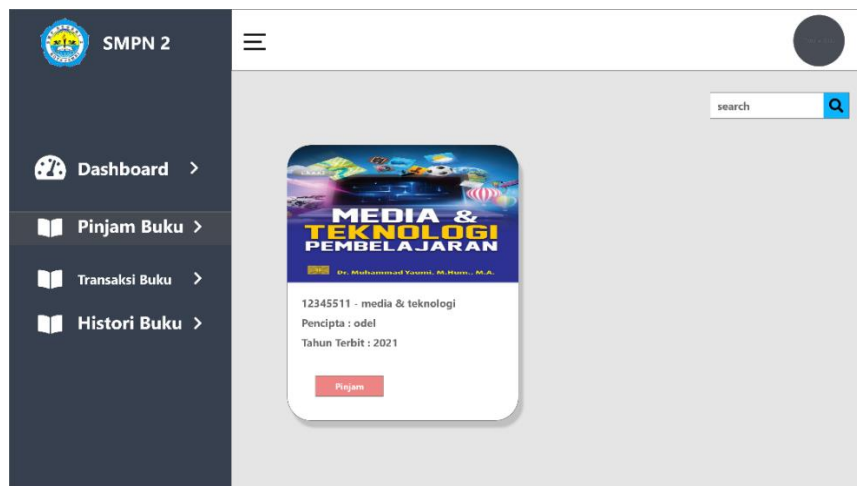 SMPN 2
search
Dashboard
Pinjam Buku
Transaksi Buku
Histori Buku
MEDIA &
TEKNOLOGI
PEMBELAJARAN
Dr. Muhammad Yaumi, M.Hum., M.A.
12345511 - media & teknologi
Pencipta : odel
Tahun Terbit : 2021
Pinjam